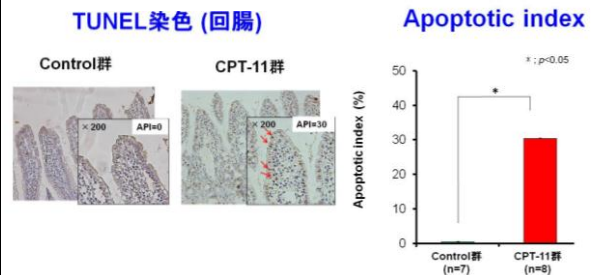 TUNEL染色 (回腸)
Control群
CPT-11群
×200
API=0
×200
API=30
Apoptotic index
* ; p<0.05
Apoptotic index (%)
50
40
30
20
10
0
*
Control群
(n=7)
CPT-11群
(n=8)